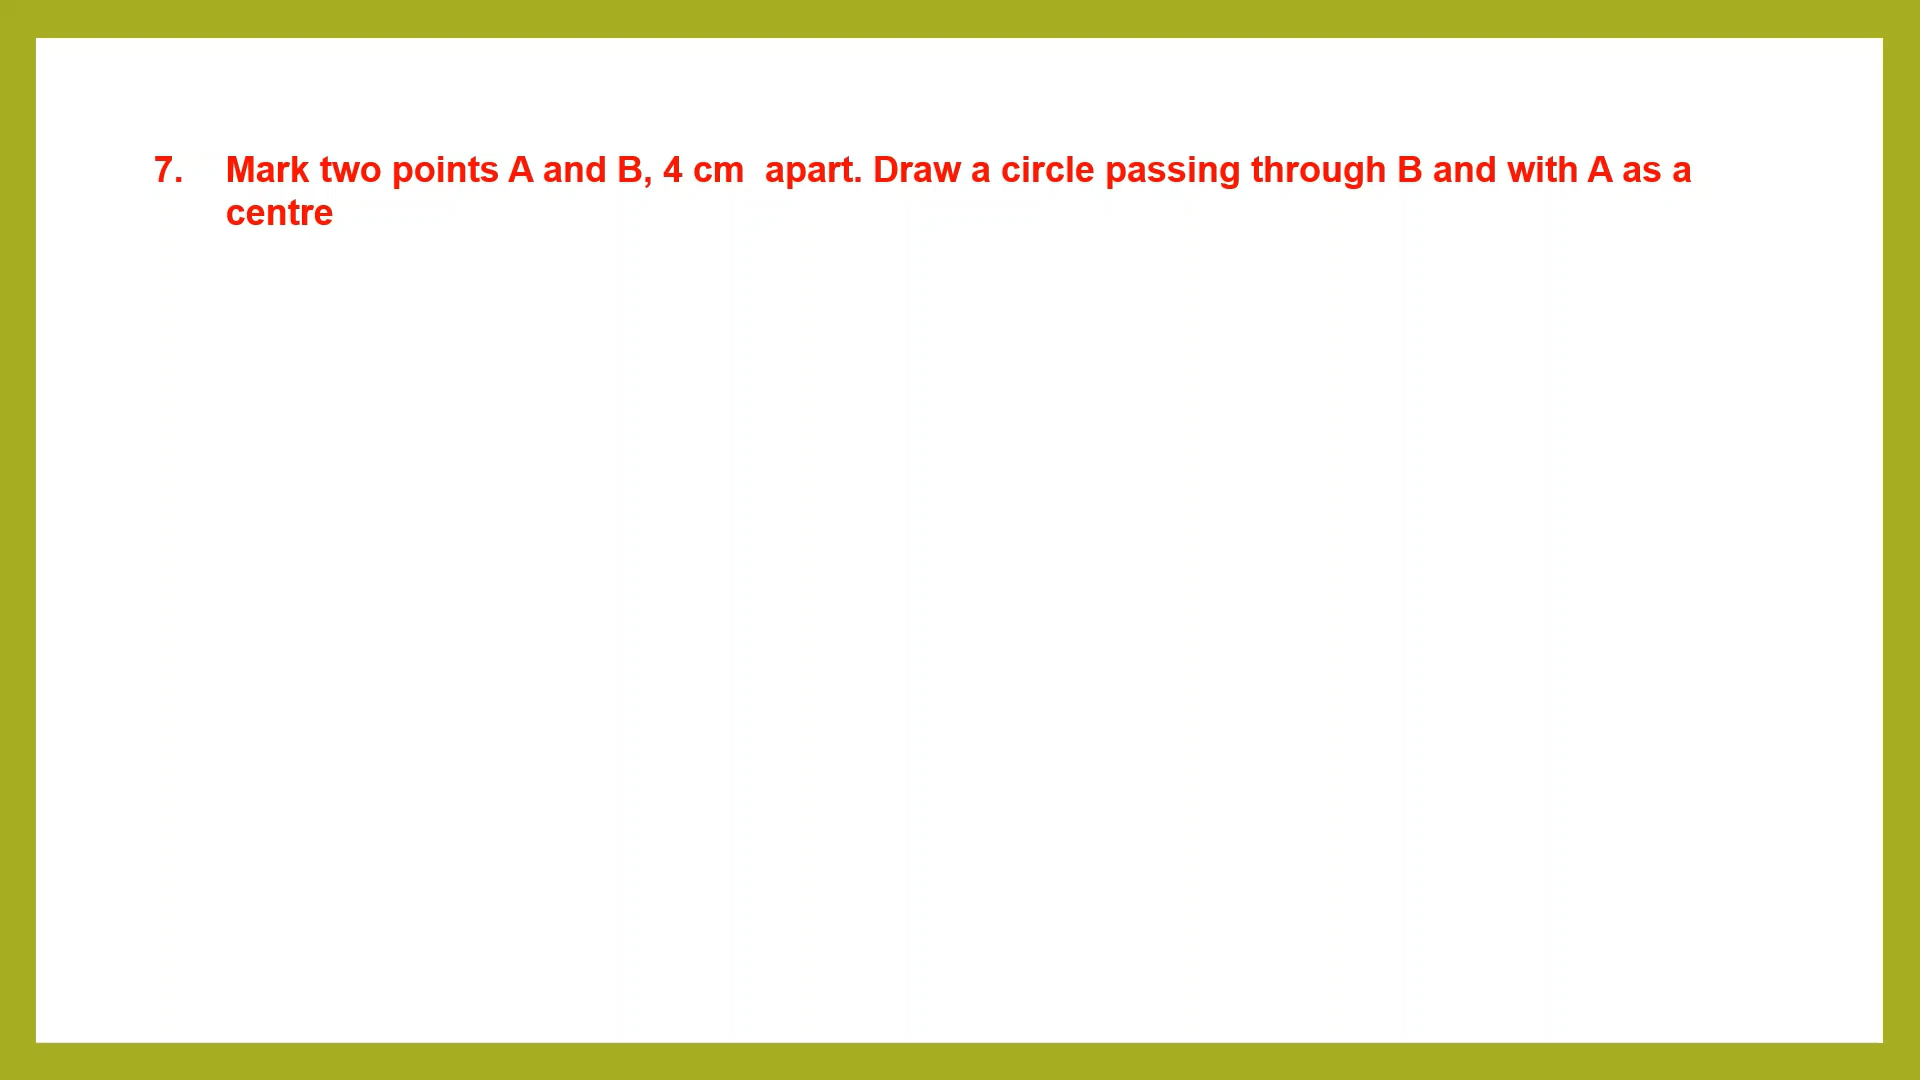 7. Mark two points A and B, 4 cm  apart. Draw a circle passing through B and with A as a
centre